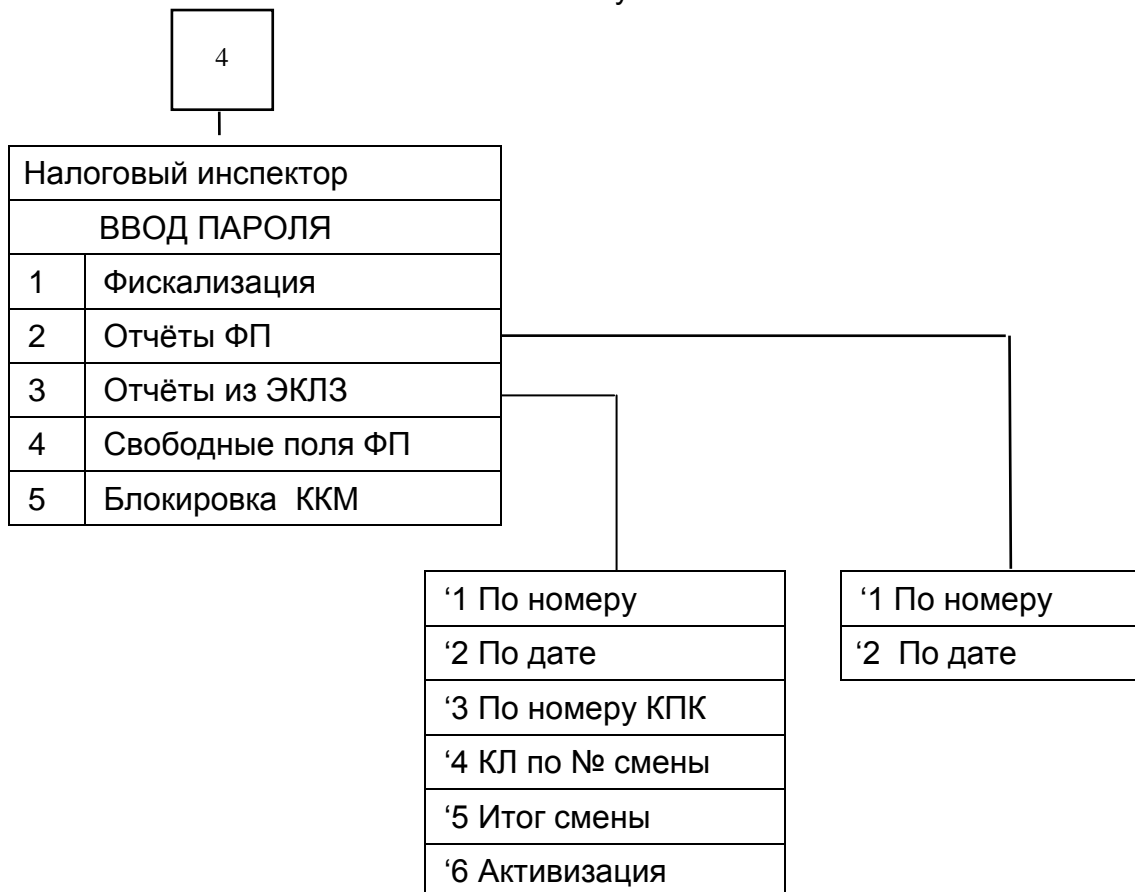 4
Налоговый инспектор
ВВОД ПАРОЛЯ
1 Фискализация
2 Отчёты ФП
3 Отчёты из ЭКЛЗ
4 Свободные поля ФП
5 Блокировка ККМ
‘1 По номеру
‘2 По дате
‘3 По номеру КПК
‘4 КЛ по № смены
‘5 Итог смены
‘6 Активизация
‘1 По номеру
‘2 По дате